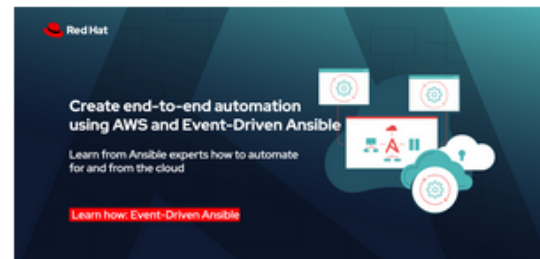 Red Hat
Create end-to-end automation
using AWS and Event-Driven Ansible
Learn from Ansible experts how to automate
for and from the cloud
Learn how: Event-Driven Ansible